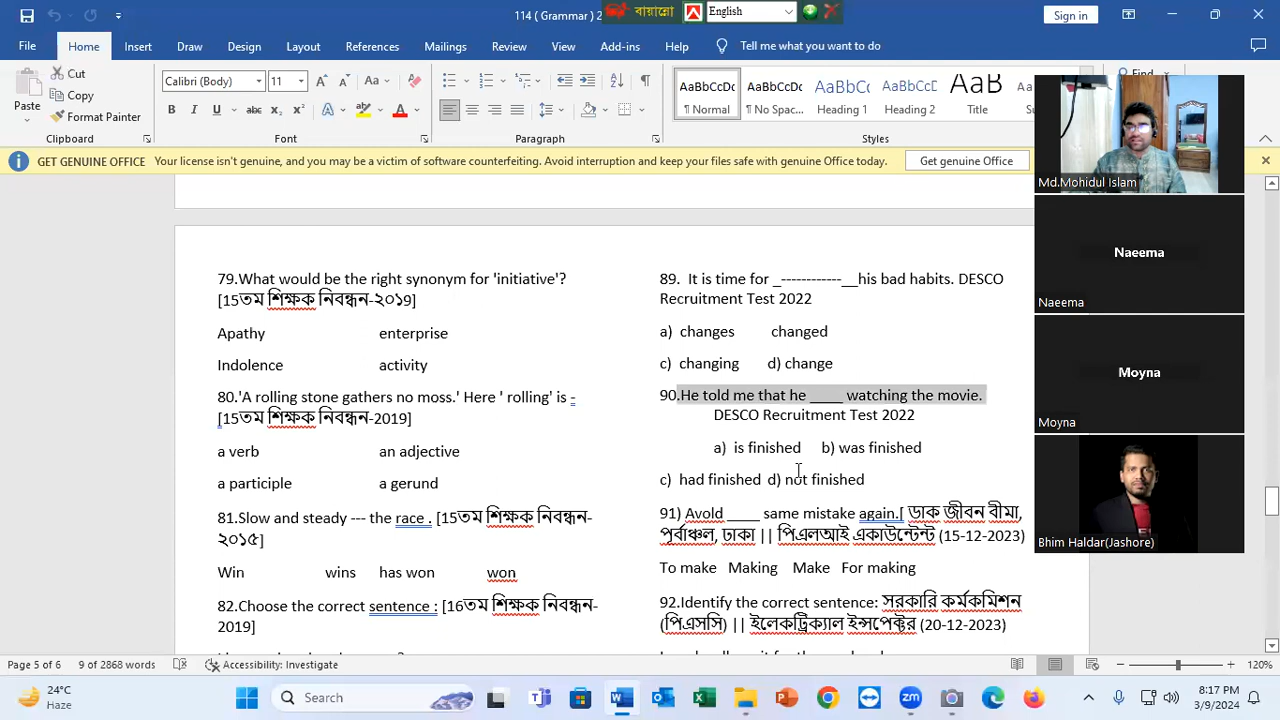 114 ( Grammar ) 2
বায়ান্নো
English
Sign in
File Home Insert Draw Design Layout References Mailings Review View Add-ins Help Tell me what you want to do
Paste
Cut
Copy
Format Painter
Calibri (Body) 11
AaBbCcDc AaBbCcDc AaBbCc AaBbCcD AaB
¶ Normal ¶ No Spac... Heading 1 Heading 2 Title
Find
Clipboard Font Paragraph Styles
GET GENUINE OFFICE Your license isn't genuine, and you may be a victim of software counterfeiting. Avoid interruption and keep your files safe with genuine Office today. Get genuine Office
79.What would be the right synonym for 'initiative'?
[15তম শিক্ষক নিবন্ধন-২০১9]
Apathy enterprise
Indolence activity
80.'A rolling stone gathers no moss.' Here ' rolling' is -
[15তম শিক্ষক নিবন্ধন-2019]
a verb an adjective
a participle a gerund
81.Slow and steady --- the race . [15তম শিক্ষক নিবন্ধন-
২০১৫]
Win wins has won won
82.Choose the correct sentence : [16তম শিক্ষক নিবন্ধন-
2019]
89. It is time for _------------__his bad habits. DESCO
Recruitment Test 2022
a) changes changed
c) changing d) change
90.He told me that he ____ watching the movie.
DESCO Recruitment Test 2022
a) is finished b) was finished
c) had finished d) not finished
91) Avold ____ same mistake again.[ ডাক জীবন বীমা,
পূর্বাঞ্চল, ঢাকা || পিএলআই একাউন্টেন্ট (15-12-2023)
To make Making Make For making
92.Identify the correct sentence: সরকারি কর্মকমিশন
(পিএসসি) || ইলেকট্রিক্যাল ইন্সপেক্টর (20-12-2023)
Md.Mohidul islam
Naeema
Naeema
Moyna
Moyna
Bhim Haldar(Jashore)
Page 5 of 6 9 of 2868 words Accessibility: Investigate 120%
24°C
Haze
Search
8:17 PM
3/9/2024